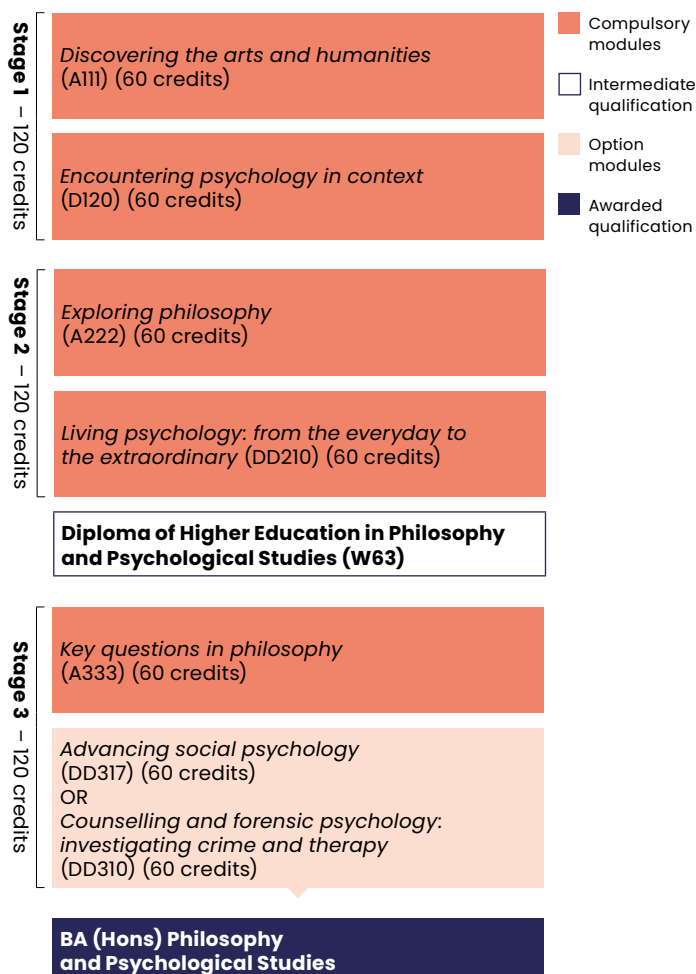 Stage 1 – 120 credits
Discovering the arts and humanities
(A111) (60 credits)
Encountering psychology in context
(D120) (60 credits)
Compulsory
modules
Intermediate
qualification
Option
modules
Awarded
qualification
Stage 2 – 120 credits
Exploring philosophy
(A222) (60 credits)
Living psychology: from the everyday to
the extraordinary (DD210) (60 credits)
Diploma of Higher Education in Philosophy
and Psychological Studies (W63)
Stage 3 – 120 credits
Key questions in philosophy
(A333) (60 credits)
Advancing social psychology
(DD317) (60 credits)
OR
Counselling and forensic psychology:
investigating crime and therapy
(DD310) (60 credits)
BA (Hons) Philosophy
and Psychological Studies